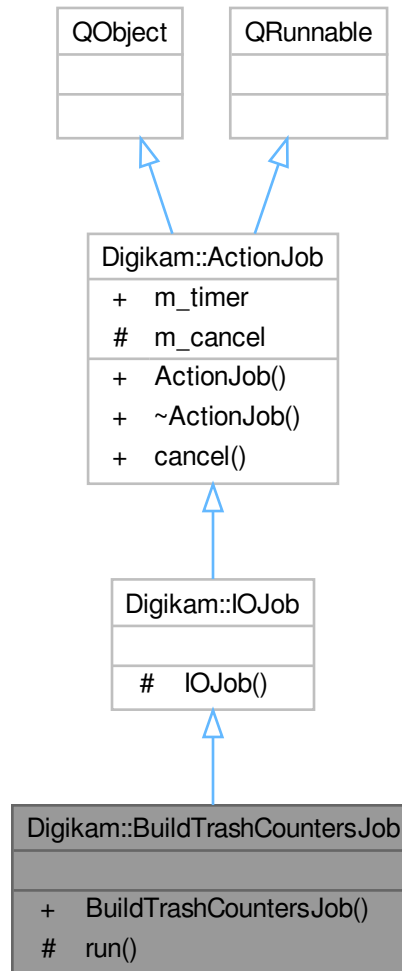 QObject
QRunnable
Digikam::ActionJob
+ m_timer
# m_cancel
+ ActionJob()
+ ~ActionJob()
+ cancel()
Digikam::IOJob
# IOJob()
Digikam::BuildTrashCountersJob
+ BuildTrashCountersJob()
# run()